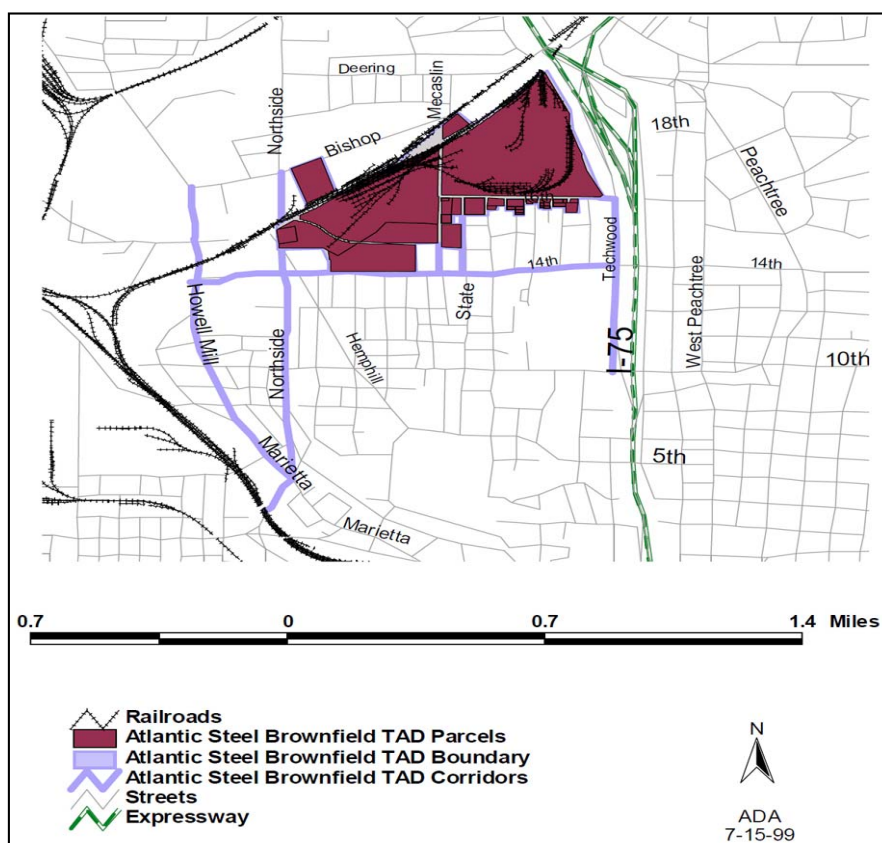 Deering
Northside
Mecaslin
Bishop
18th
Peachtree
16th
14th
Techwood
14th
Howell Mill
State
West Peachtree
Northside
Hemphill
I-75
10th
5th
Marietta
Marietta
0.7 0 0.7 1.4 Miles
Railroads
Atlantic Steel Brownfield TAD Parcels
Atlantic Steel Brownfield TAD Boundary
Atlantic Steel Brownfield TAD Corridors
Streets
Expressway
N
ADA
7-15-99